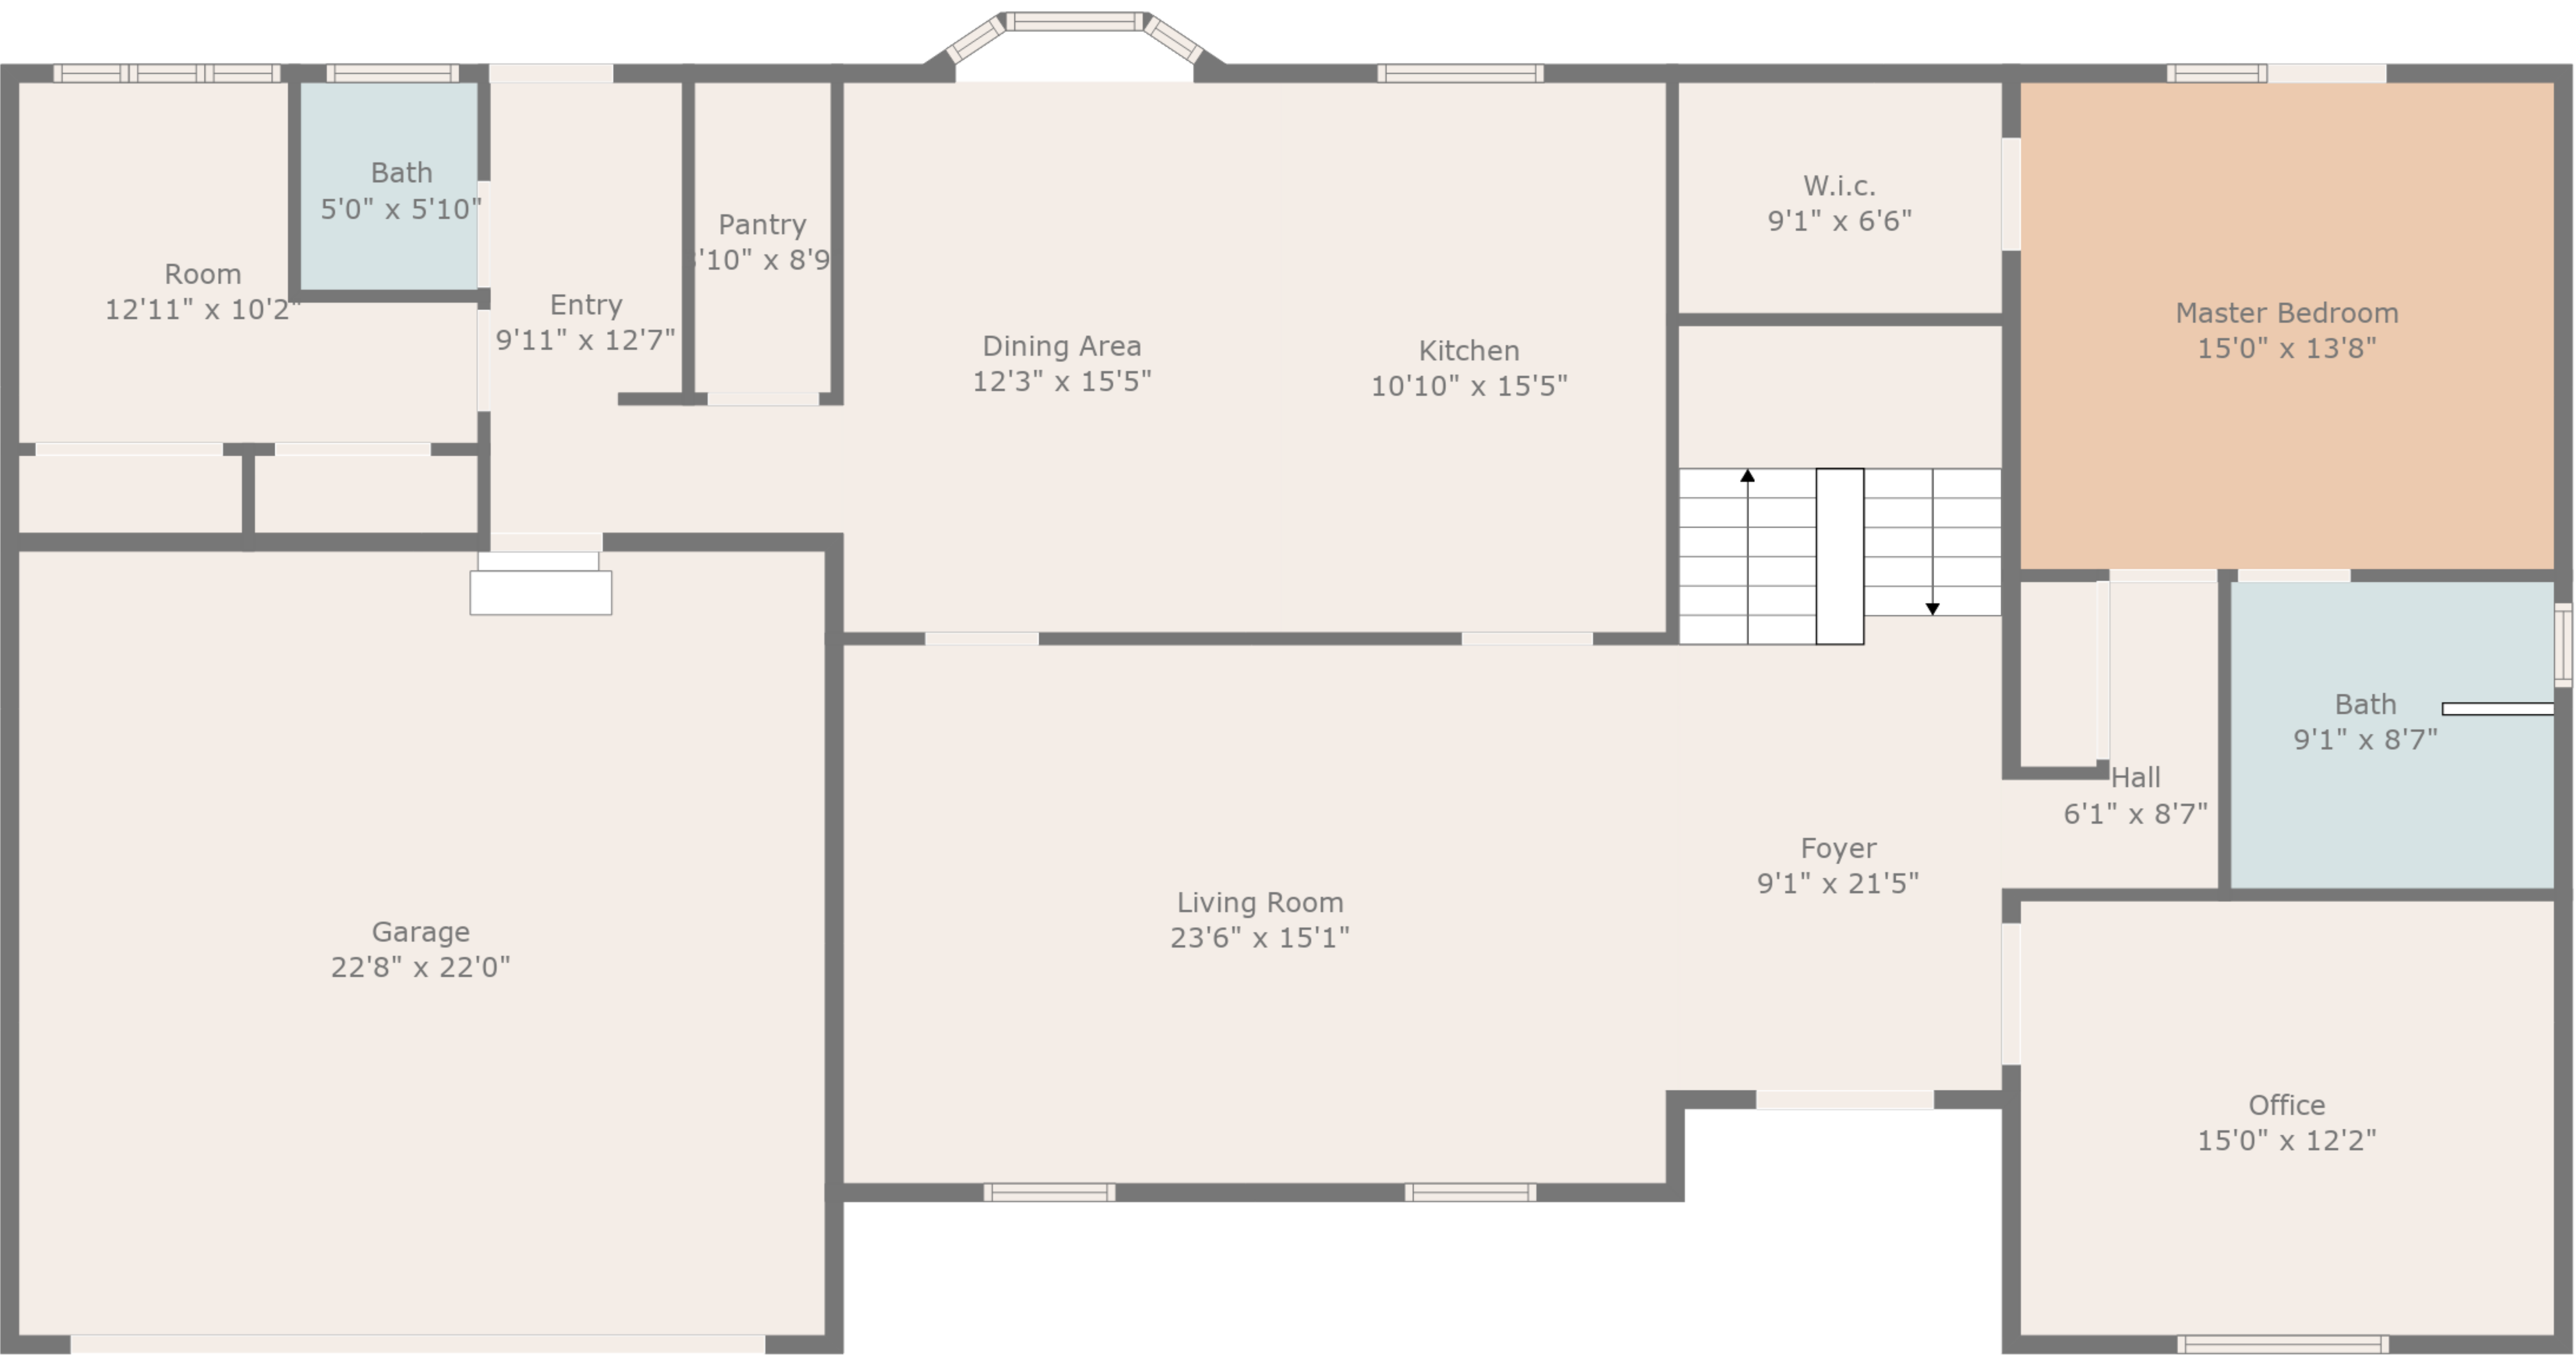 Bath
5'0" x 5'10"
Room
12'11" x 10'2"
Entry
9'11" x 12'7"
Pantry
'10" x 8'9
Dining Area
12'3" x 15'5"
Kitchen
10'10" x 15'5"
W.i.c.
9'1" x 6'6"
Master Bedroom
15'0" x 13'8"
Bath
9'1" x 8'7"
Hall
6'1" x 8'7"
Foyer
9'1" x 21'5"
Living Room
23'6" x 15'1"
Garage
22'8" x 22'0"
Office
15'0" x 12'2"